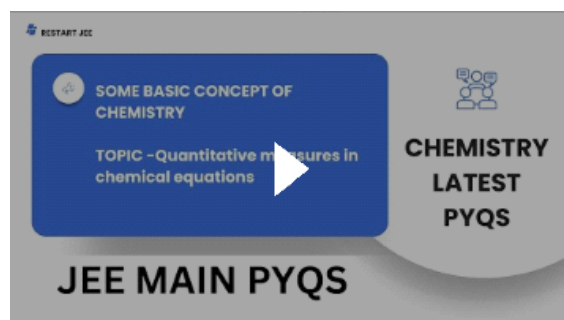 RESTART JEE
SOME BASIC CONCEPT OF
CHEMISTRY
TOPIC -Quantitative measures in
chemical equations
CHEMISTRY
LATEST
PYQS
JEE MAIN PYQS